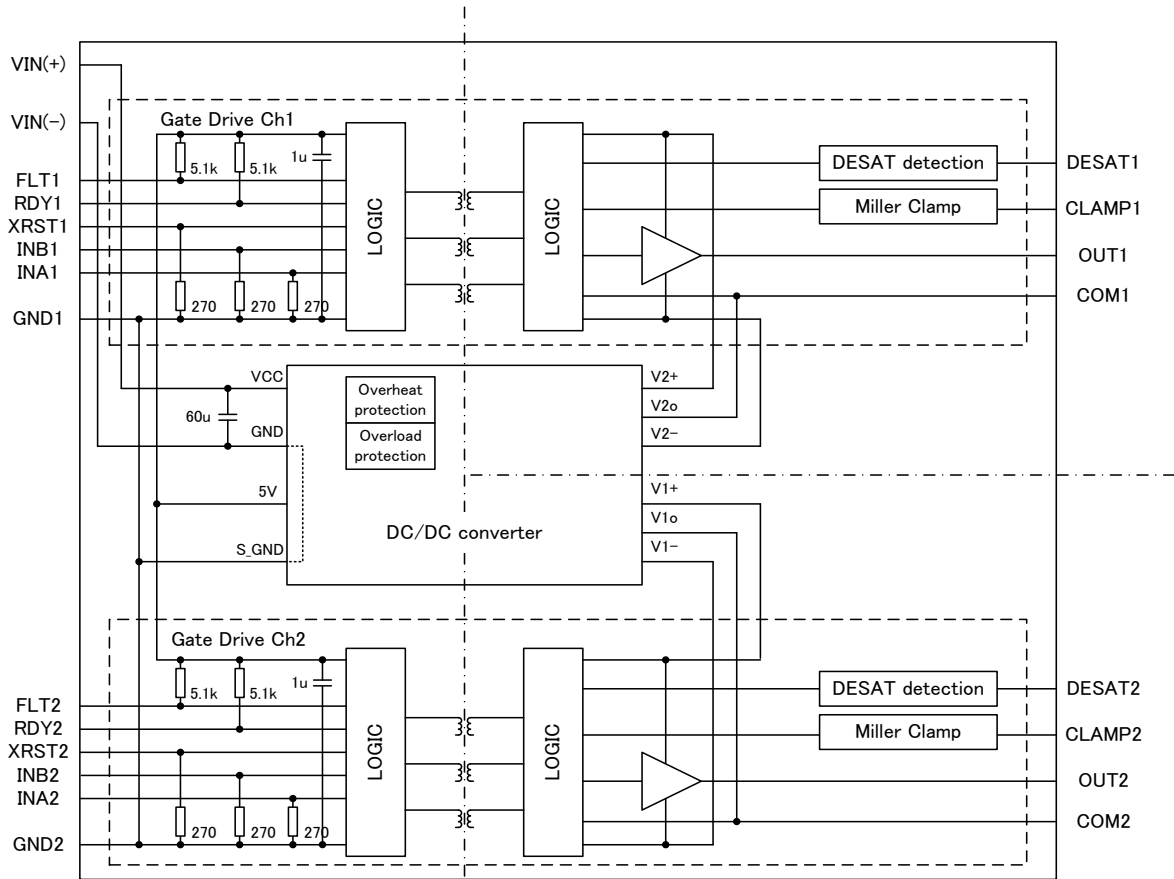 VIN(+)
VIN(-)
Gate Drive Ch1
5.1k
5.1k
1u
FLT1
RDY1
XRST1
INB1
INA1
GND1
270
270
270
LOGIC
LOGIC
DESAT detection
Miller Clamp
DESAT1
CLAMP1
OUT1
COM1
VCC
60u
GND
5V
S_GND
Overheat
protection
Overload
protection
DC/DC converter
V2+
V2o
V2-
V1+
V1o
V1-
Gate Drive Ch2
5.1k
5.1k
1u
FLT2
RDY2
XRST2
INB2
INA2
GND2
270
270
270
LOGIC
LOGIC
DESAT detection
Miller Clamp
DESAT2
CLAMP2
OUT2
COM2